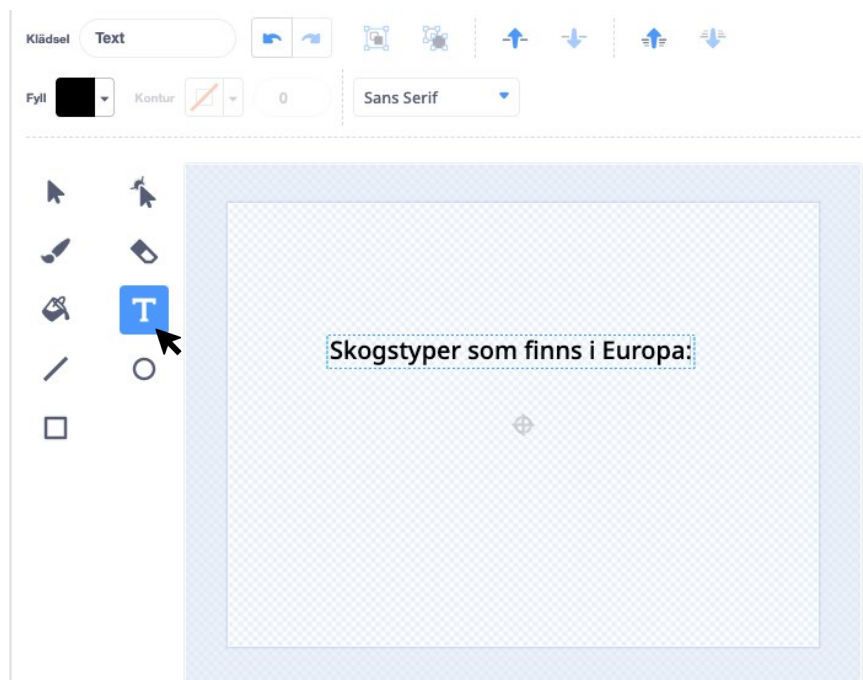 Klädsel Text
Fyll Kontur 0 Sans Serif
T
Skogstyper som finns i Europa: